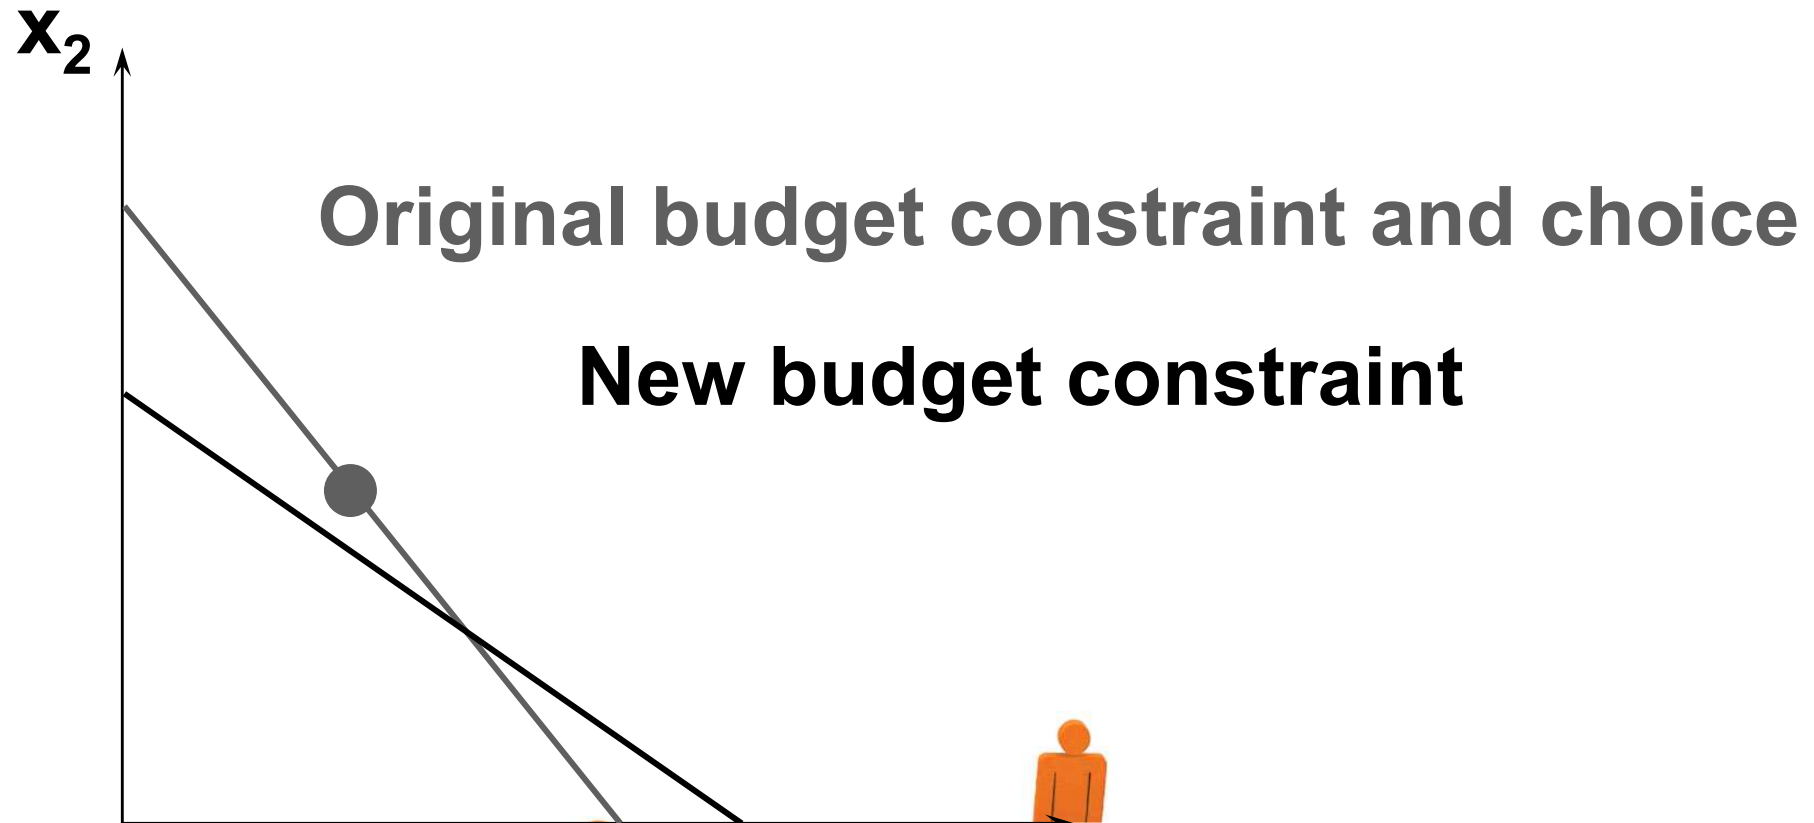 x₂
Original budget constraint and choice
New budget constraint